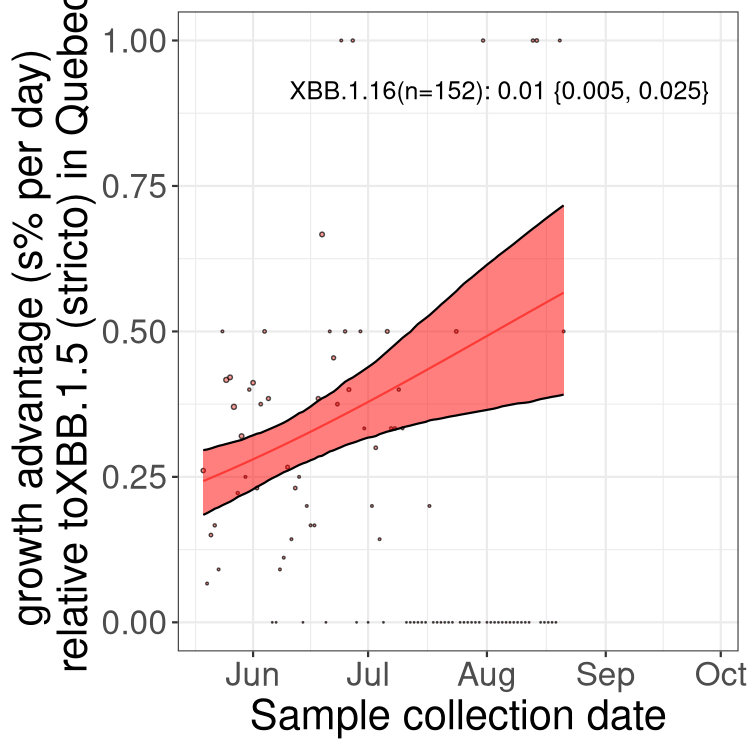 growth advantage (s% per day)
relative toXBB.1.5 (stricto) in Quebec
1.00
0.75
0.50
0.25
0.00
XBB.1.16(n=152): 0.01 {0.005, 0.025}
Jun Jul Aug Sep Oct
Sample collection date